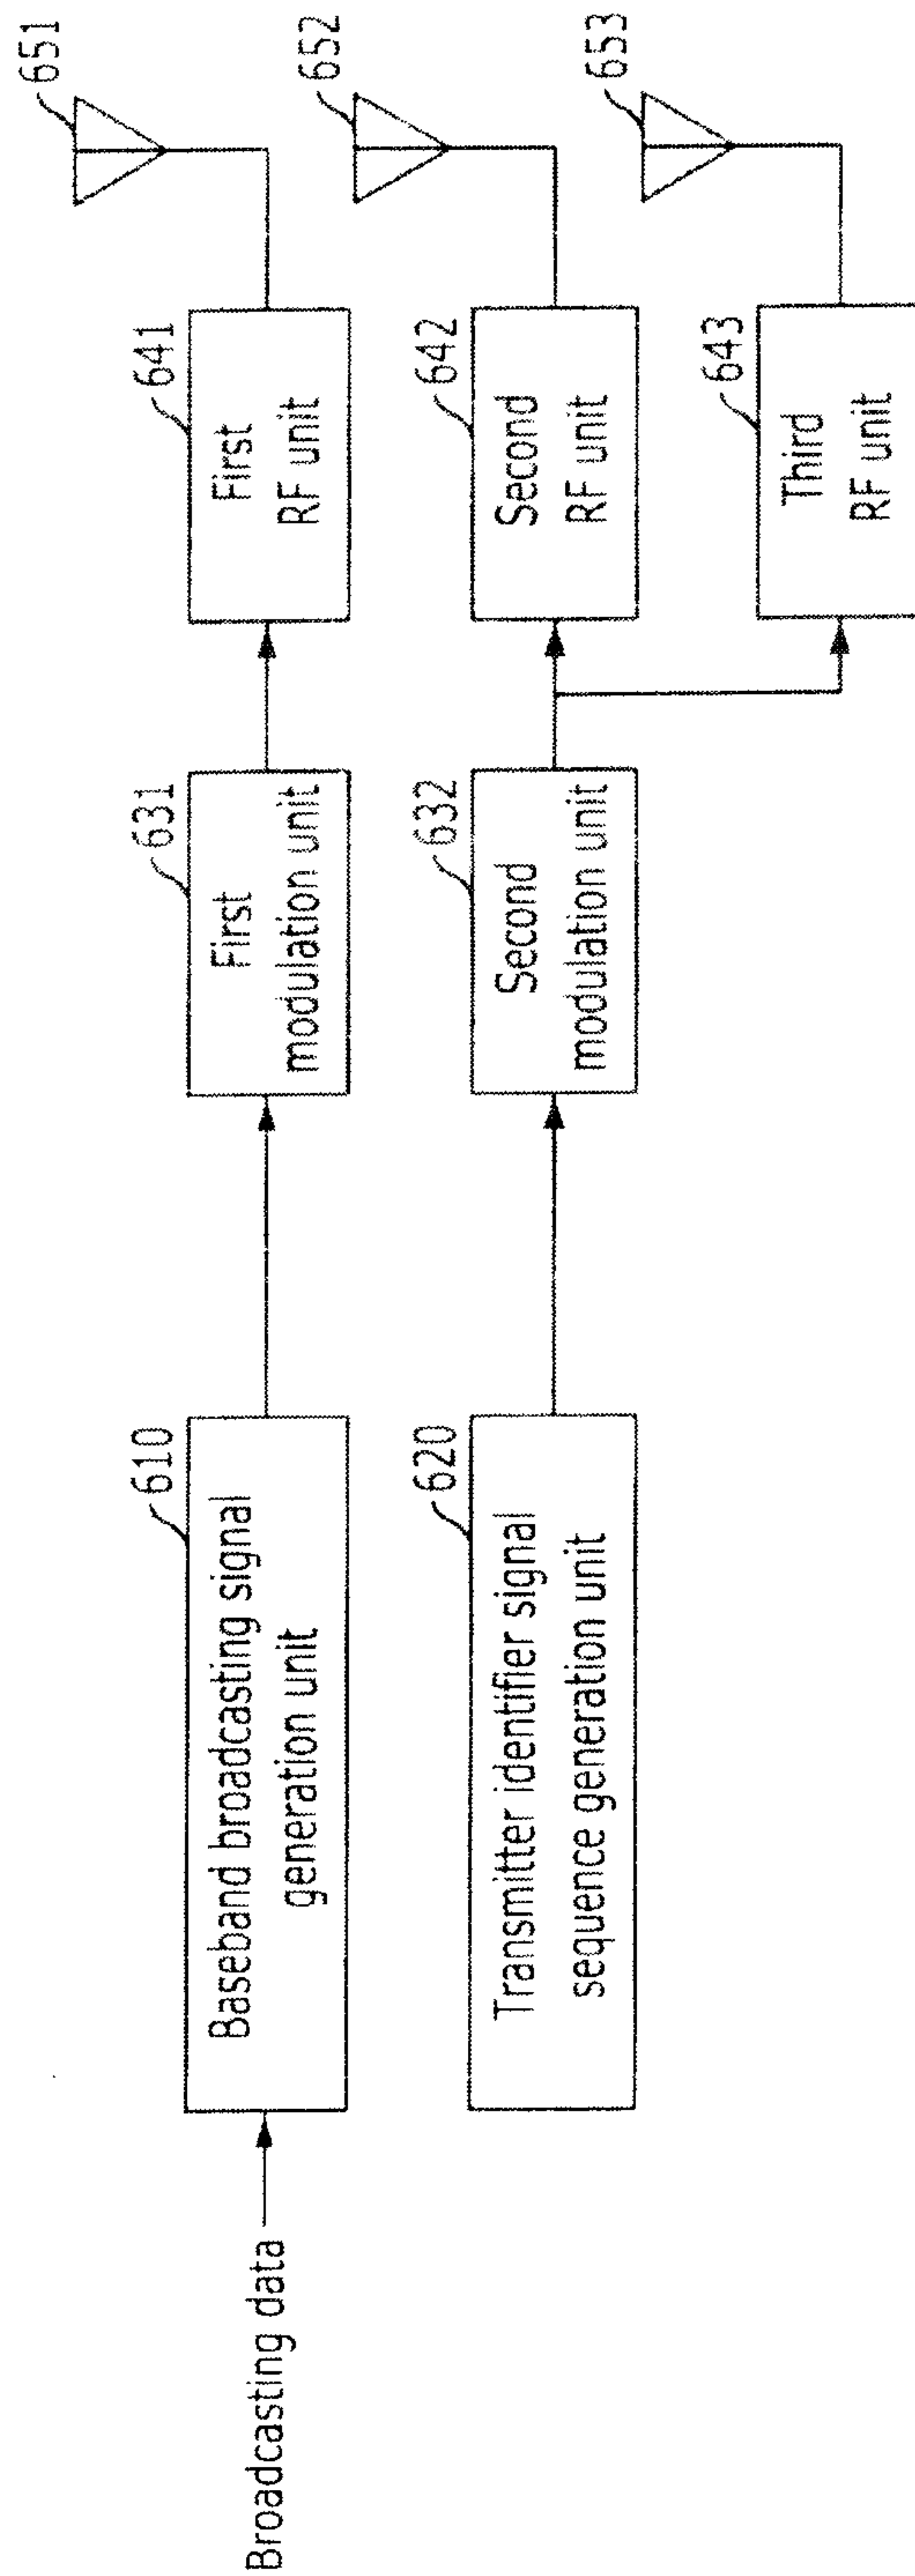 Broadcasting data
610
Baseband broadcasting signal
generation unit
631
First
modulation unit
641
First
RF unit
651
620
Transmitter identifier signal
sequence generation unit
632
Second
modulation unit
642
Second
RF unit
652
643
Third
RF unit
653